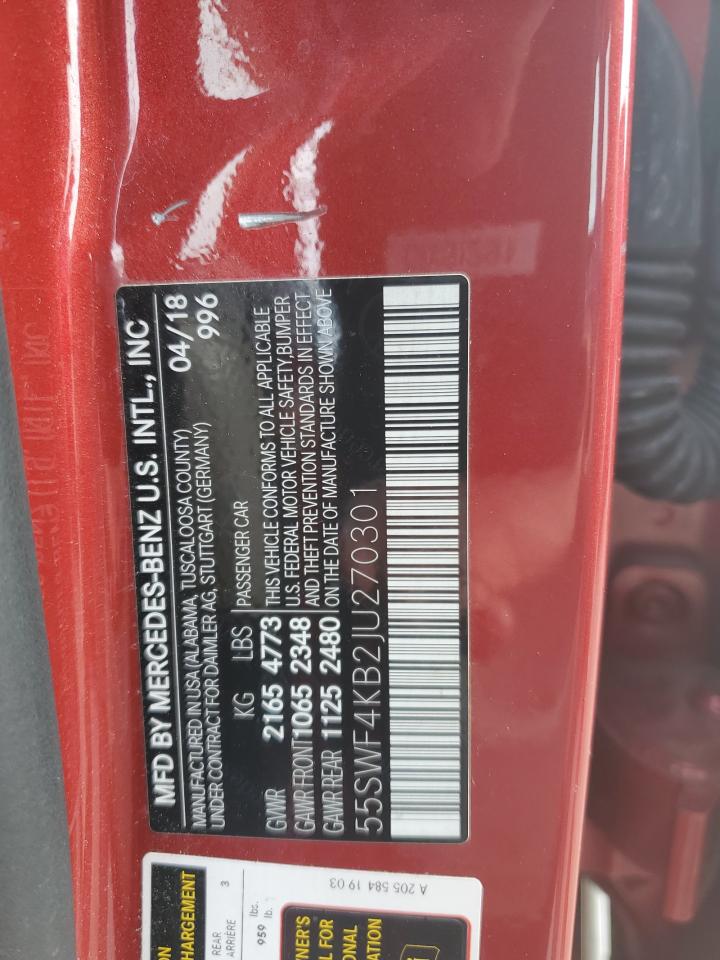 MFD BY MERCEDES-BENZ U.S. INTL., INC
MANUFACTURED IN USA (ALABAMA, TUSCALOOSA COUNTY) 04/18
UNDER CONTRACT FOR DAIMLER AG, STUTTGART (GERMANY) 996
KG LBS PASSENGER CAR
GVWR 2165 4773 THIS VEHICLE CONFORMS TO ALL APPLICABLE
GAWR FRONT 1065 2348 U.S. FEDERAL MOTOR VEHICLE SAFETY,BUMPER
AND THEFT PREVENTION STANDARDS IN EFFECT
GAWR REAR 1125 2480 ON THE DATE OF MANUFACTURE SHOWN ABOVE
55SWF4KB2JU270301
CHARGEMENT
REAR 3
ARRIÈRE
959 lb.
lbs.
A 205 584 19 03